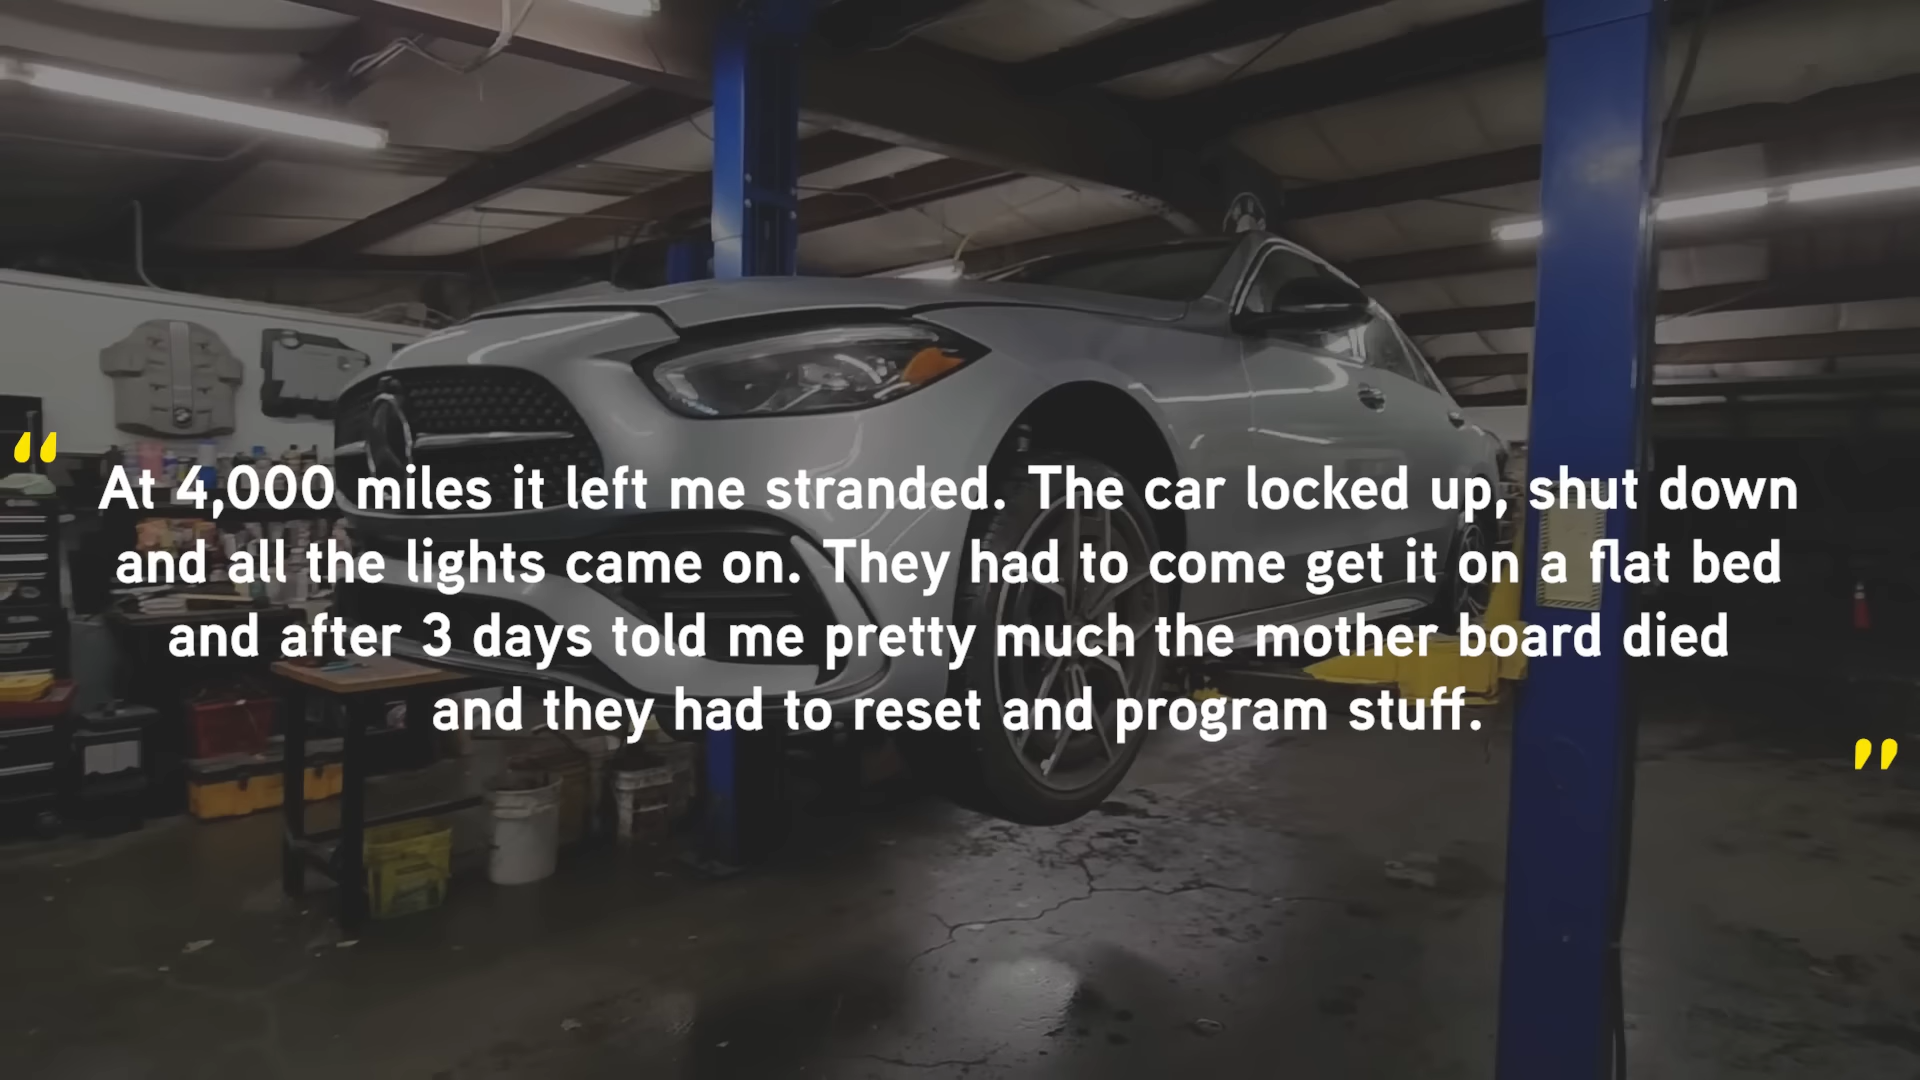 “
At 4,000 miles it left me stranded. The car locked up, shut down
and all the lights came on. They had to come get it on a flat bed
and after 3 days told me pretty much the mother board died
and they had to reset and program stuff.
”